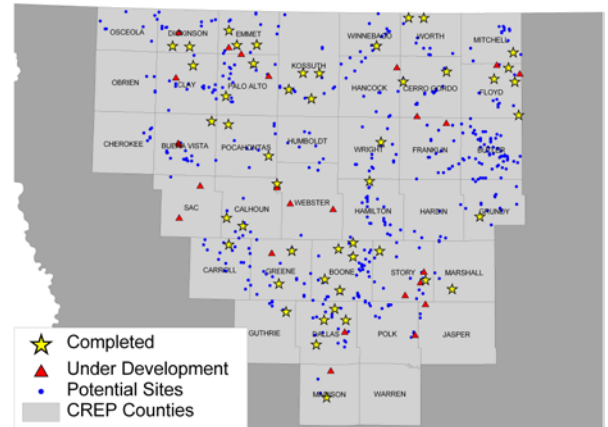 OSCEOLA DICKINSON EMMET WINNEBAGO WORTH MITCHELL
KOSSUTH
OBRIEN CLAY PALO ALTO HANCOCK CERRO GORDO FLOYD
CHEROKEE BUENA VISTA POCAHONTAS HUMBOLDT WRIGHT FRANKLIN BUTLER
SAC CALHOUN WEBSTER HAMILTON HARDIN GRUNDY
CARROLL GREENE BOONE STORY MARSHALL
GUTHRIE DALLAS POLK JASPER
MADISON WARREN
Completed
Under Development
Potential Sites
CREP Counties